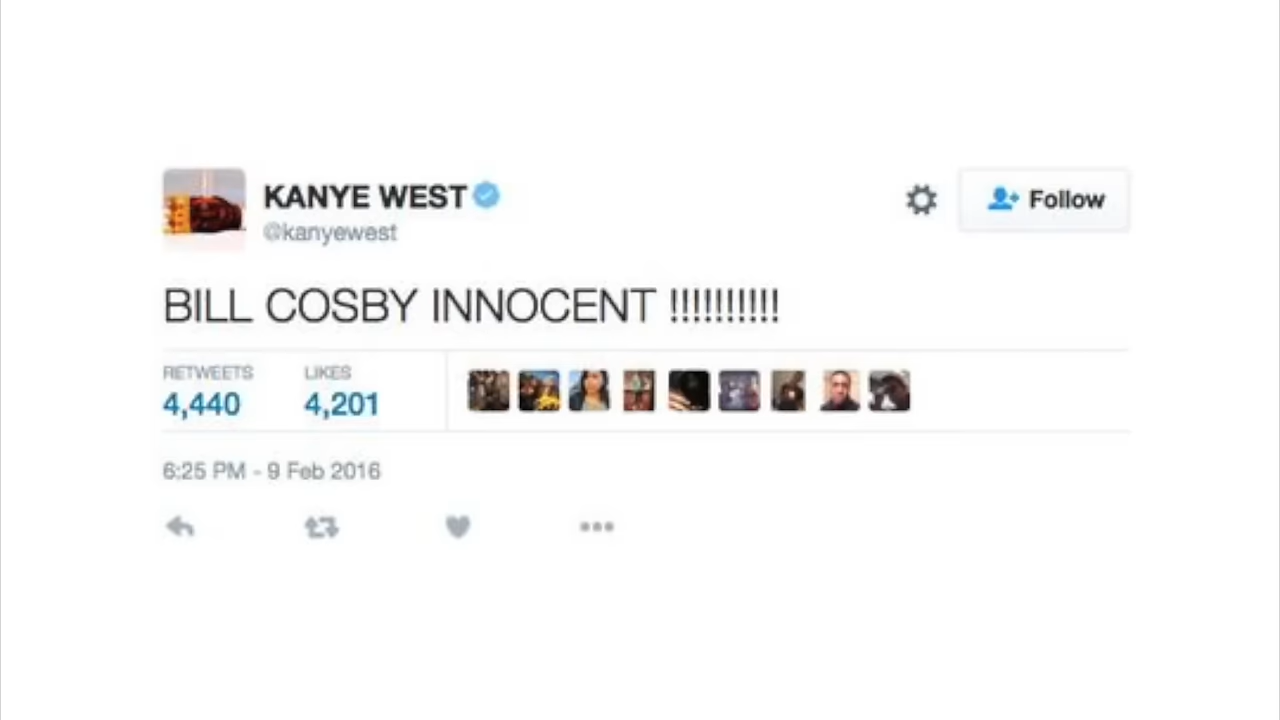 KANYE WEST
@kanyewest
Follow
BILL COSBY INNOCENT !!!!!!!!!!
RETWEETS LIKES
4,440 4,201
6:25 PM - 9 Feb 2016